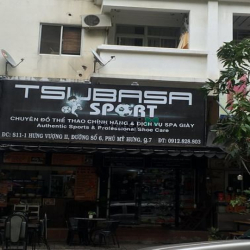 TSUBASA
SPORT
CHUYÊN ĐỒ THỂ THAO CHÍNH HÃNG & DỊCH VỤ SPA GIÀY
Authentic Sports & Professional Shoe Care
ĐC: S11-1 HƯNG VƯỢNG II, ĐƯỜNG SỐ 6, PHÚ MỸ HƯNG, Q.7 ĐT: 0912.828.803